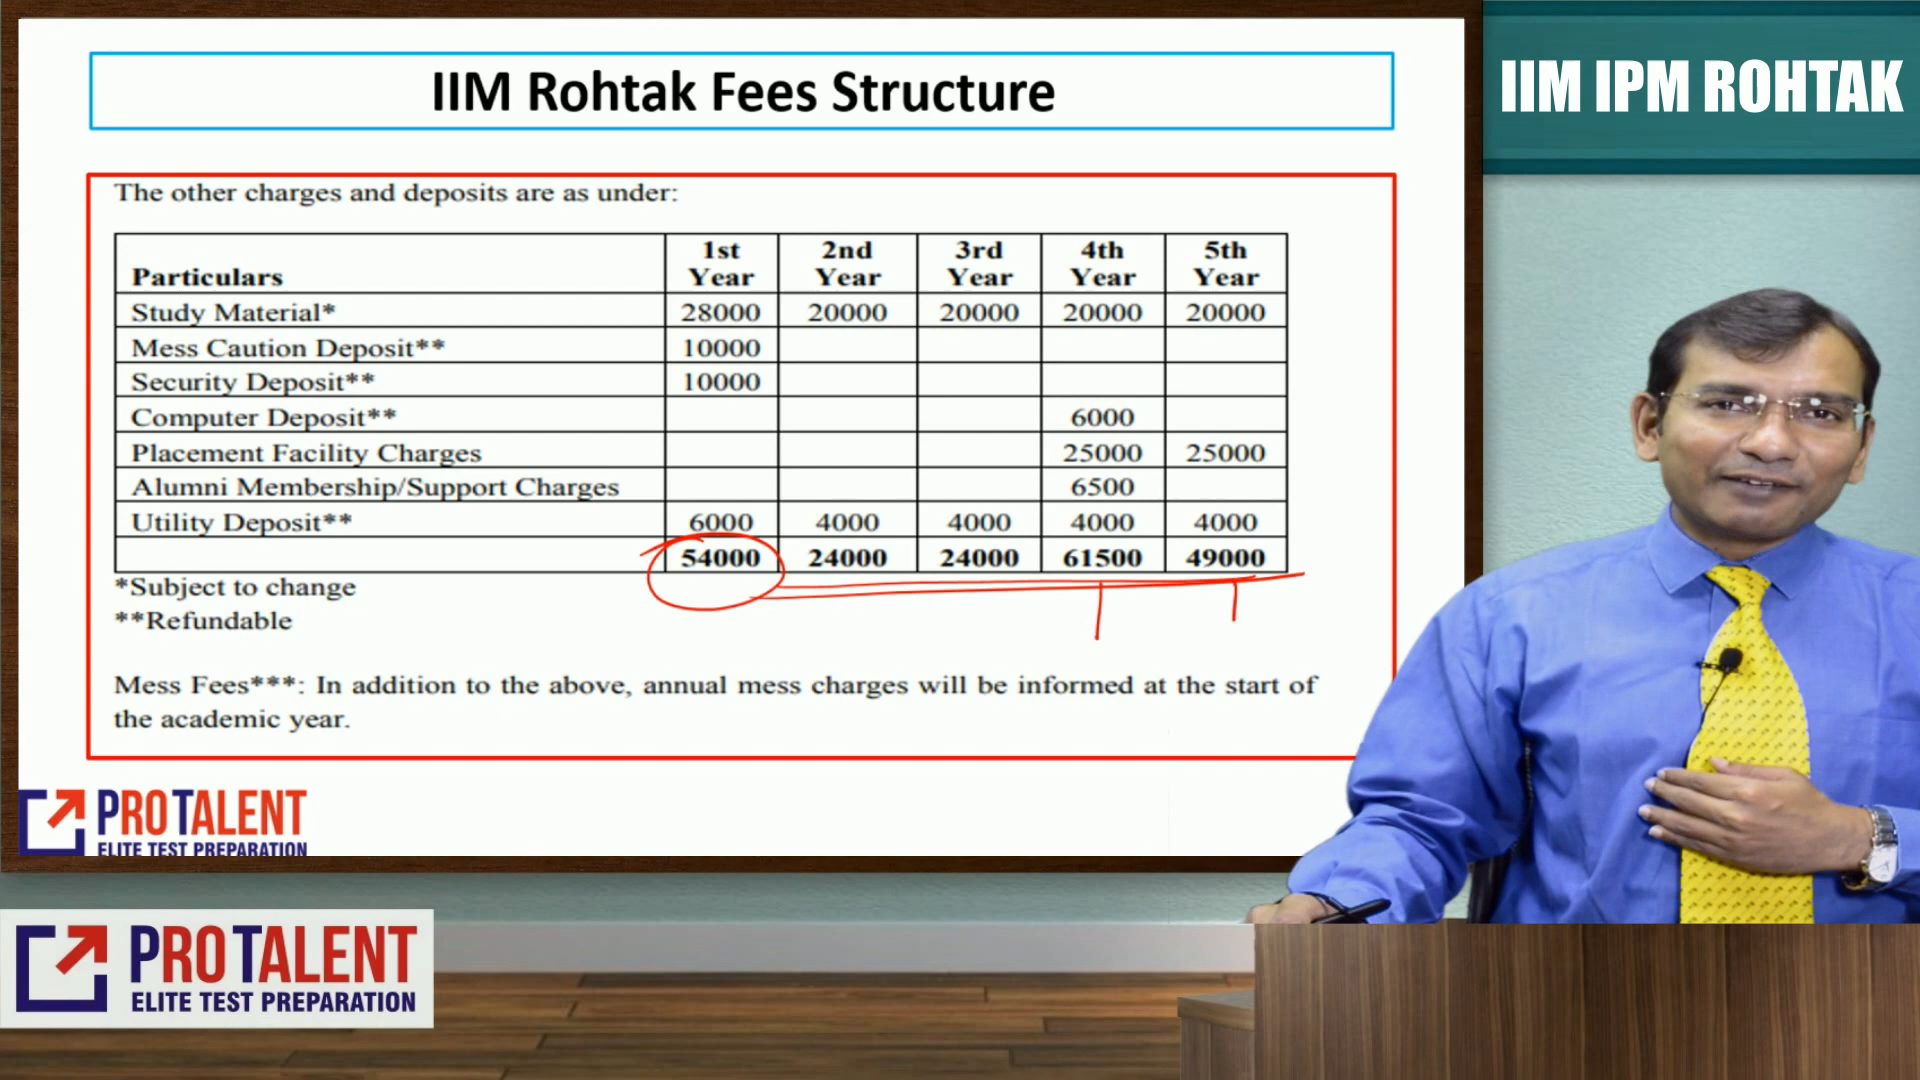 IIM Rohtak Fees Structure
IIM IPM ROHTAK
The other charges and deposits are as under:
Particulars 1st Year 2nd Year 3rd Year 4th Year 5th Year
Study Material* 28000 20000 20000 20000 20000
Mess Caution Deposit** 10000
Security Deposit** 10000
Computer Deposit** 6000
Placement Facility Charges 25000 25000
Alumni Membership/Support Charges 6500
Utility Deposit** 6000 4000 4000 4000 4000
54000 24000 24000 61500 49000
*Subject to change
**Refundable
Mess Fees***: In addition to the above, annual mess charges will be informed at the start of
the academic year.
PROTALENT
ELITE TEST PREPARATION
PROTALENT
ELITE TEST PREPARATION